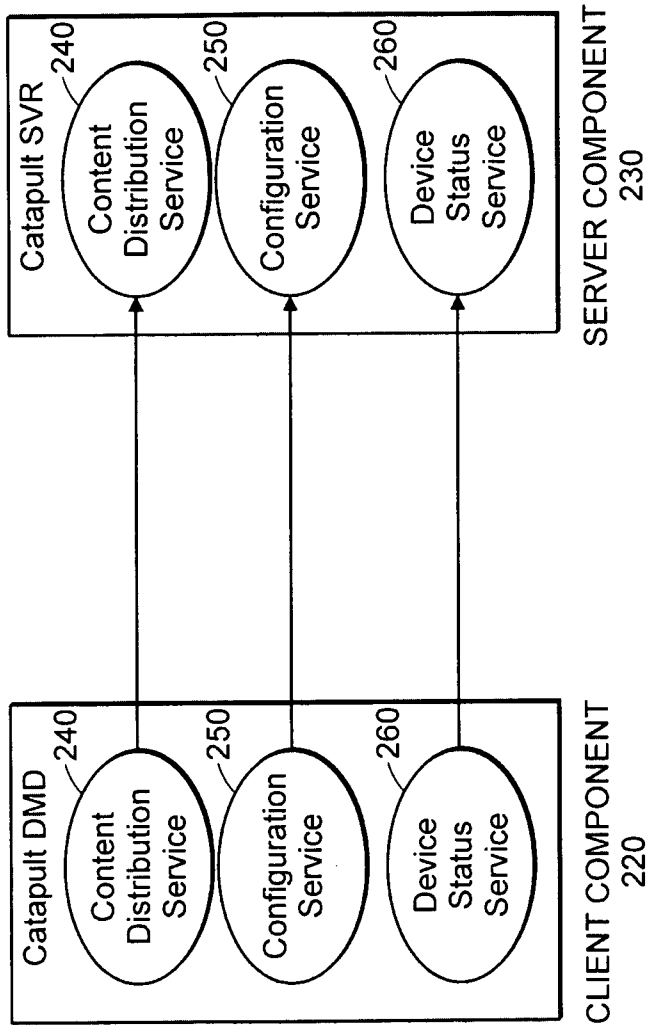 Catapult DMD
240
Content
Distribution
Service
250
Configuration
Service
260
Device
Status
Service
CLIENT COMPONENT
220
Catapult SVR
240
Content
Distribution
Service
250
Configuration
Service
260
Device
Status
Service
SERVER COMPONENT
230